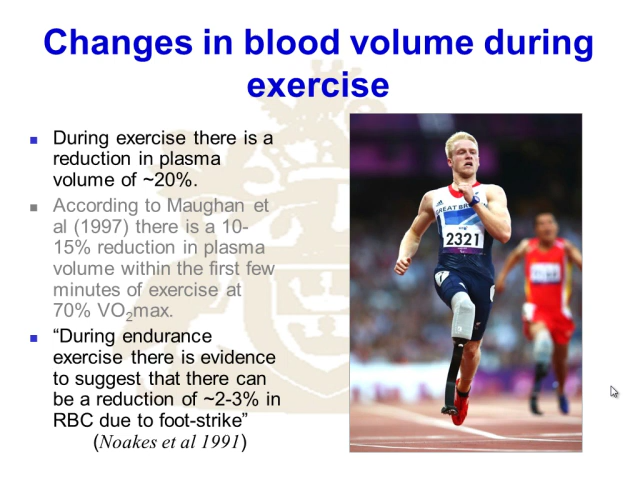 Changes in blood volume during
exercise
During exercise there is a
reduction in plasma
volume of ~20%.
According to Maughan et
al (1997) there is a 10-
15% reduction in plasma
volume within the first few
minutes of exercise at
70% VO₂max.
“During endurance
exercise there is evidence
to suggest that there can
be a reduction of ~2-3% in
RBC due to foot-strike”
(Noakes et al 1991)
GREAT BRI
2321